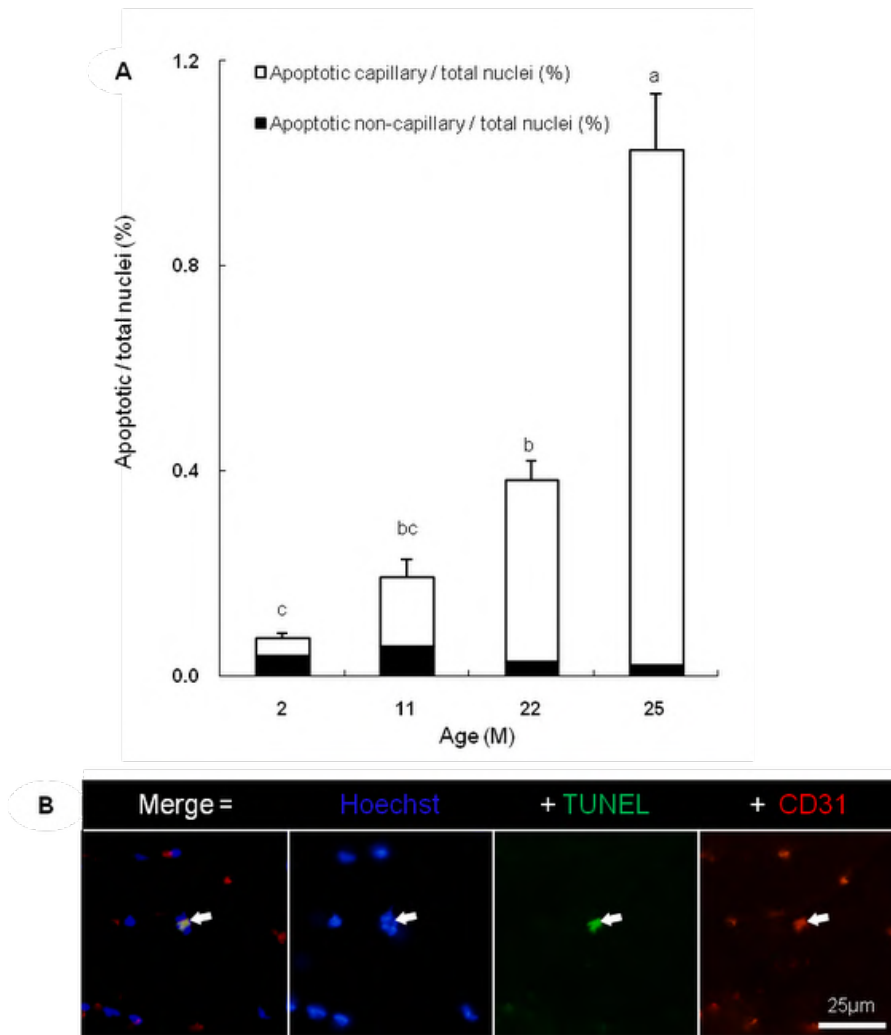 A
1.2
Apoptotic capillary / total nuclei (%)
Apoptotic non-capillary / total nuclei (%)
a
0.8
Apoptotic / total nuclei (%)
0.4
b
bc
c
0.0
2 11 22 25
Age (M)
B
Merge = Hoechst + TUNEL + CD31
25µm